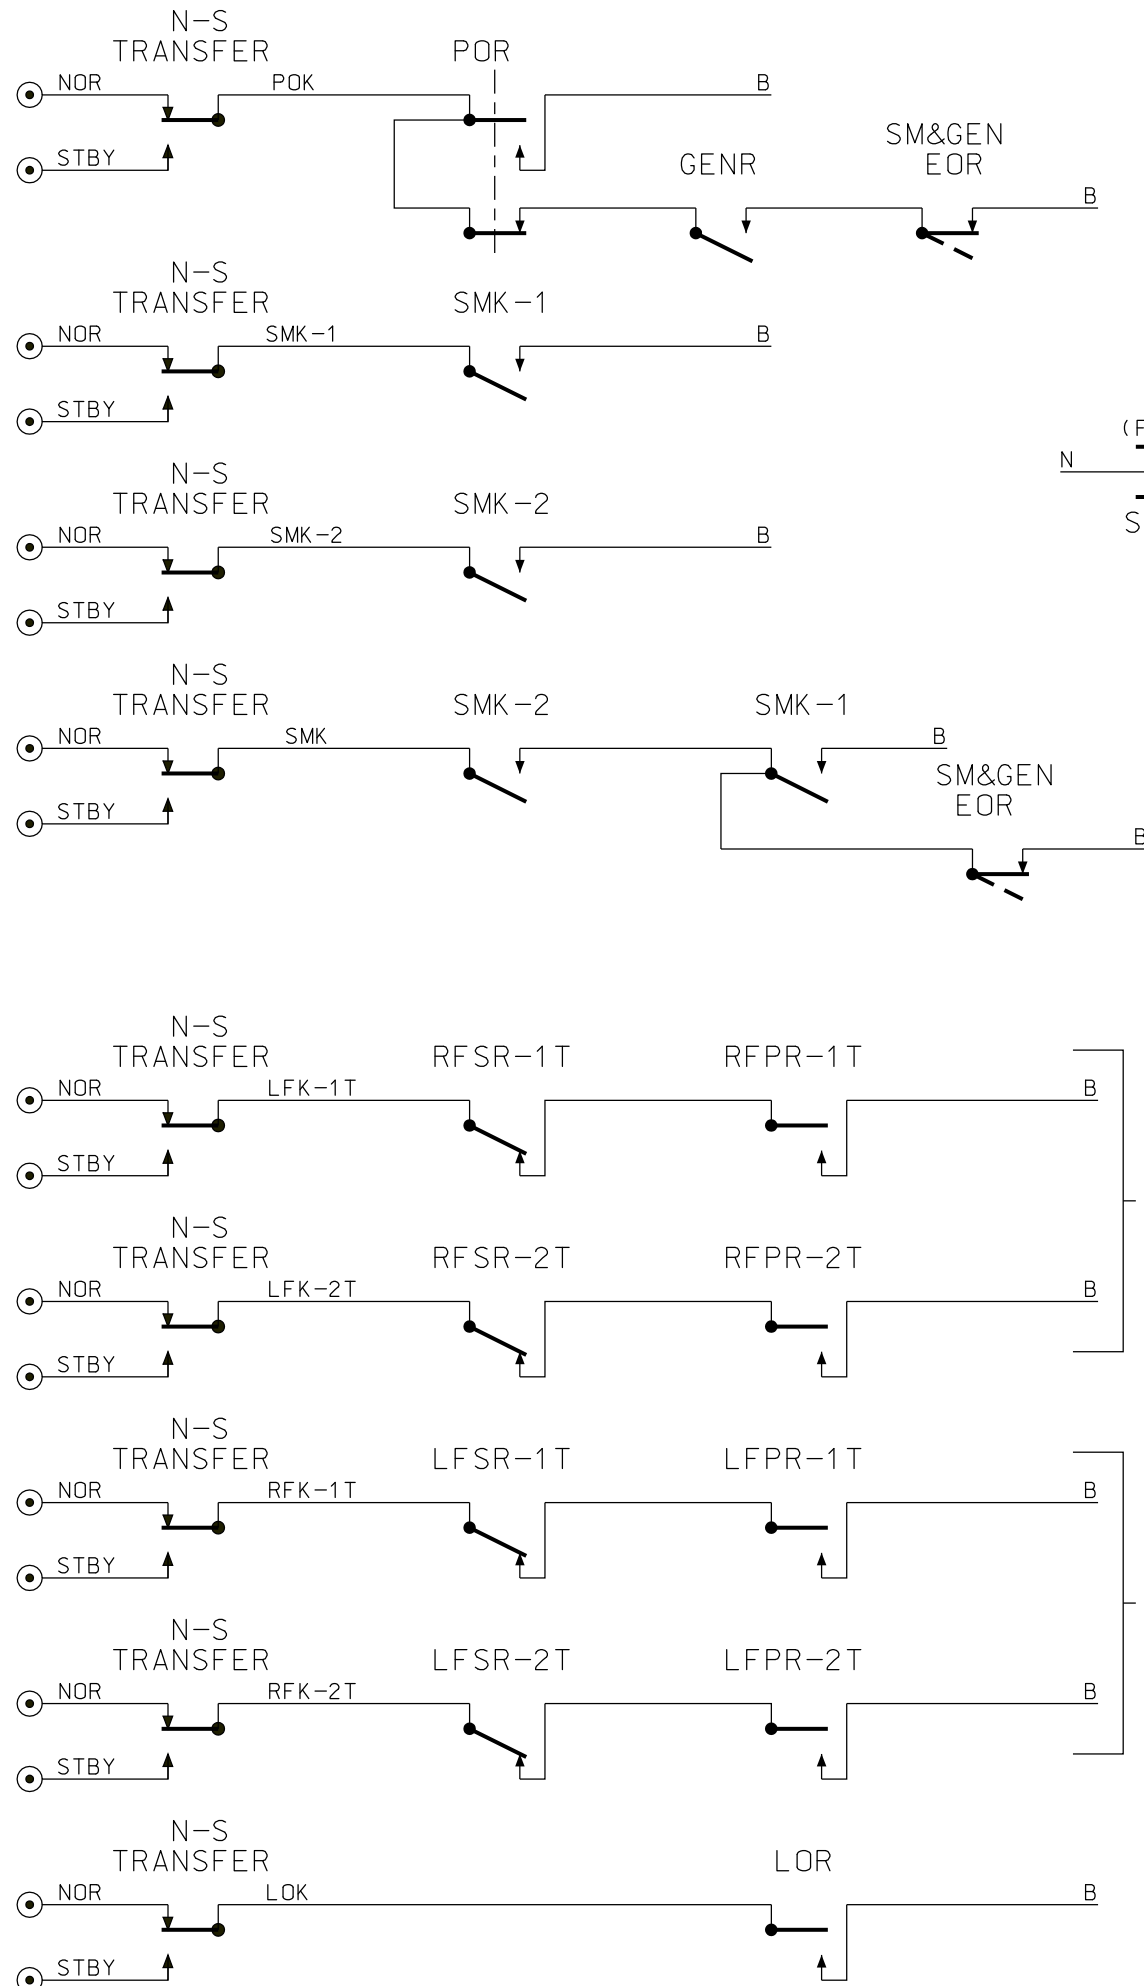 N-S
TRANSFER
POR
NOR
POK
B
STBY
GENR
SM&GEN
EOR
B
N-S
TRANSFER
SMK-1
NOR
SMK-1
B
STBY
(F
N
S
N-S
TRANSFER
SMK-2
NOR
SMK-2
B
STBY
N-S
TRANSFER
SMK-2
SMK-1
NOR
SMK
B
SM&GEN
EOR
STBY
B
N-S
TRANSFER
RFSR-1T
RFPR-1T
NOR
LFK-1T
B
STBY
N-S
TRANSFER
RFSR-2T
RFPR-2T
NOR
LFK-2T
B
STBY
N-S
TRANSFER
LFSR-1T
LFPR-1T
NOR
RFK-1T
B
STBY
N-S
TRANSFER
LFSR-2T
LFPR-2T
NOR
RFK-2T
B
STBY
N-S
TRANSFER
LOR
NOR
LOK
B
STBY